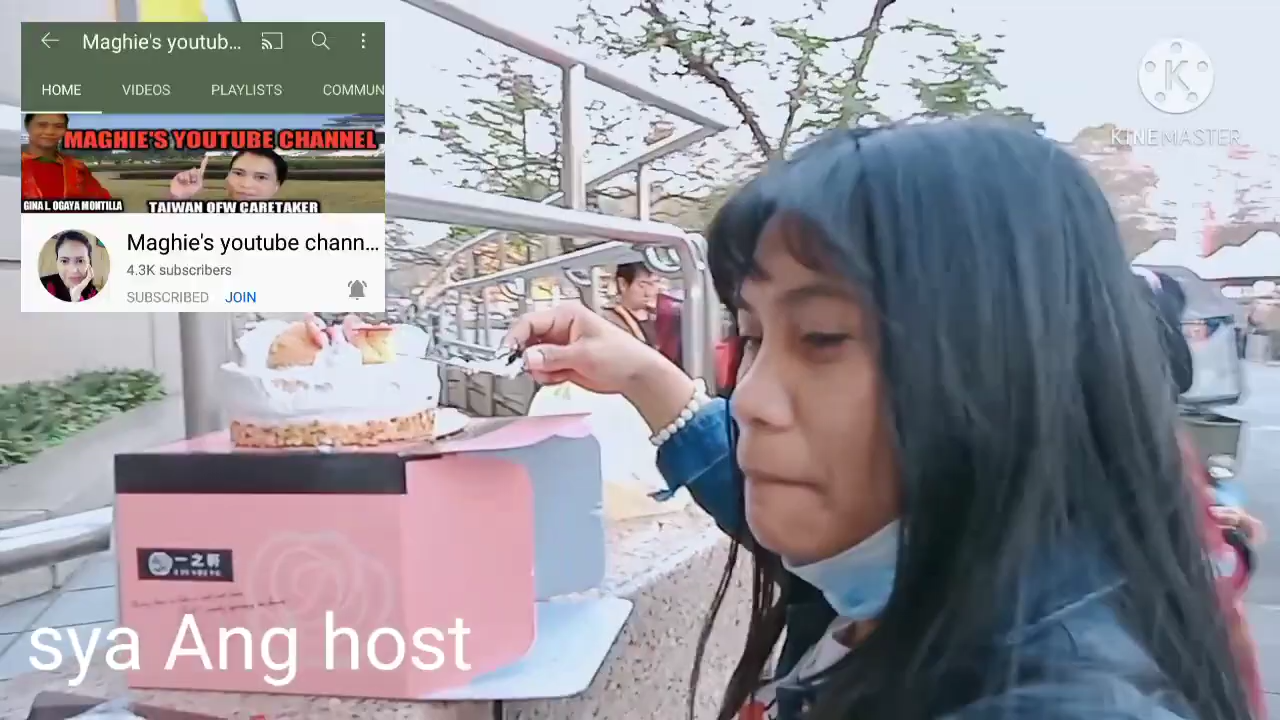 Maghie's youtub...
HOME VIDEOS PLAYLISTS COMMUN
MAGHIE'S YOUTUBE CHANNEL
GINA L. OGAYA MONTILLA
TAIWAN OFW CARETAKER
Maghie's youtube chann...
4.3K subscribers
SUBSCRIBED JOIN
K
KINEMASTER
一之軒
sya Ang host